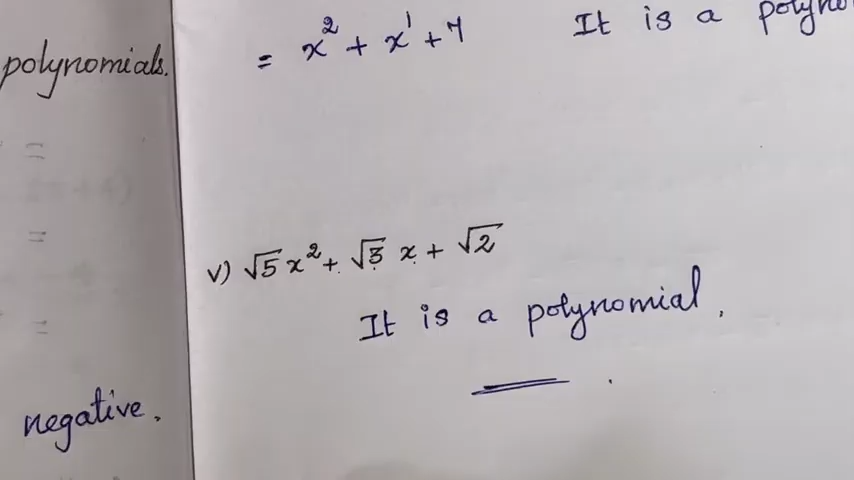 polynomials.
=
=
=
negative.
= x² + x¹ + 7 It is a polyno
v) √5 x² + √3 x + √2
It is a polynomial.